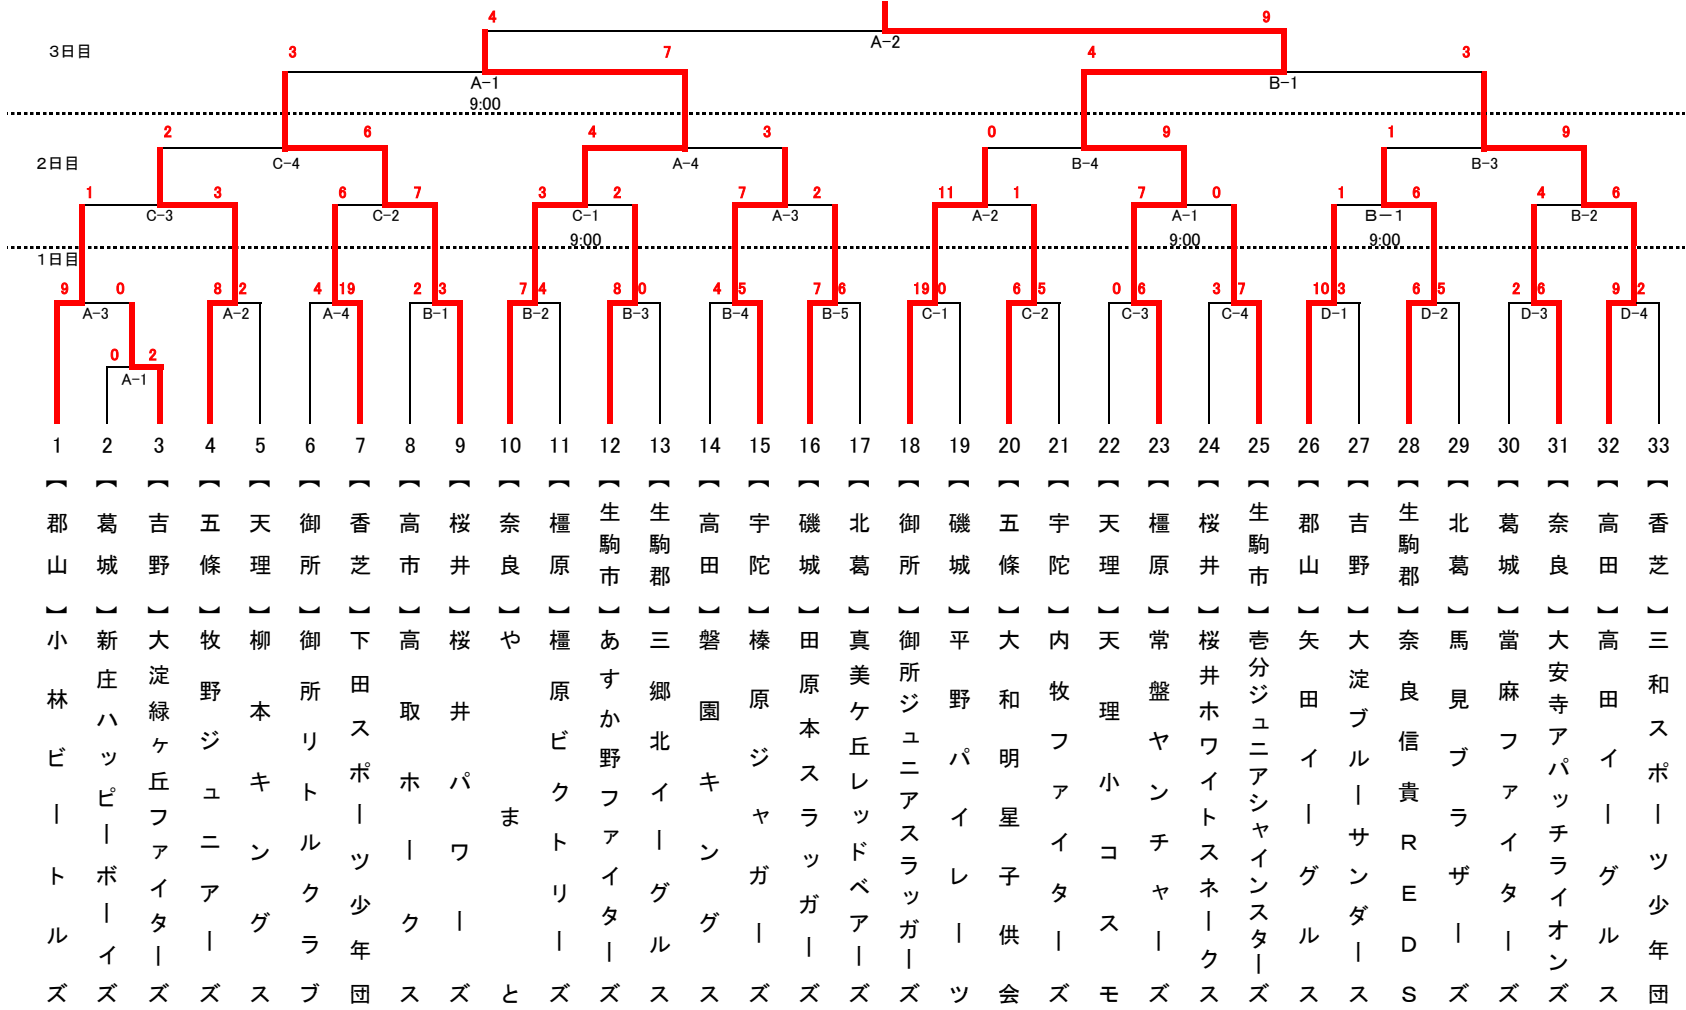 4 9
A-2
3日目 3 7 4 3
A-1 B-1
9:00
2 6 4 3 0 9 1 9
2日目 C-4 A-4 B-4 B-3
1 3 6 7 3 2 7 2 11 1 7 0 1 6 4 6
C-3 C-2 C-1 A-3 A-2 A-1 B－1 B-2
9:00 9:00 9:00
1日目
9 0 8 2 4 19 2 3 7 4 8 0 4 5 7 6 19 0 6 5 0 6 3 7 10 3 6 5 2 6 9 2
A-3 A-2 A-4 B-1 B-2 B-3 B-4 B-5 C-1 C-2 C-3 C-4 D-1 D-2 D-3 D-4
0 2
A-1
1 【郡山】小林ビートルズ
2 【葛城】新庄ハッピーボーイズ
3 【吉野】大淀緑ヶ丘ファイターズ
4 【五條】牧野ジュニアーズ
5 【天理】柳本キングス
6 【御所】御所リトルクラブ
7 【香芝】下田スポーツ少年団
8 【高市】高取ホークス
9 【桜井】桜井パワーズ
10 【奈良】やまと
11 【橿原】橿原ビクトリーズ
12 【生駒市】あすか野ファイターズ
13 【生駒郡】三郷北イーグルス
14 【高田】磐園キングス
15 【宇陀】榛原ジャガーズ
16 【磯城】田原本スラッガーズ
17 【北葛】真美ケ丘レッドベアーズ
18 【御所】御所ジュニアスラッガーズ
19 【磯城】平野パイレーツ
20 【五條】大和明星子供会
21 【宇陀】内牧ファイターズ
22 【天理】天理小コスモ
23 【橿原】常盤ヤンチャーズ
24 【桜井】桜井ホワイトスネークス
25 【生駒市】壱分ジュニアシャインスターズ
26 【郡山】矢田イーグルス
27 【吉野】大淀ブルーサンダース
28 【生駒郡】奈良信貴ＲＥＤＳ
29 【北葛】馬見ブラザーズ
30 【葛城】當麻ファイターズ
31 【奈良】大安寺アパッチライオンズ
32 【高田】高田イーグルス
33 【香芝】三和スポーツ少年団